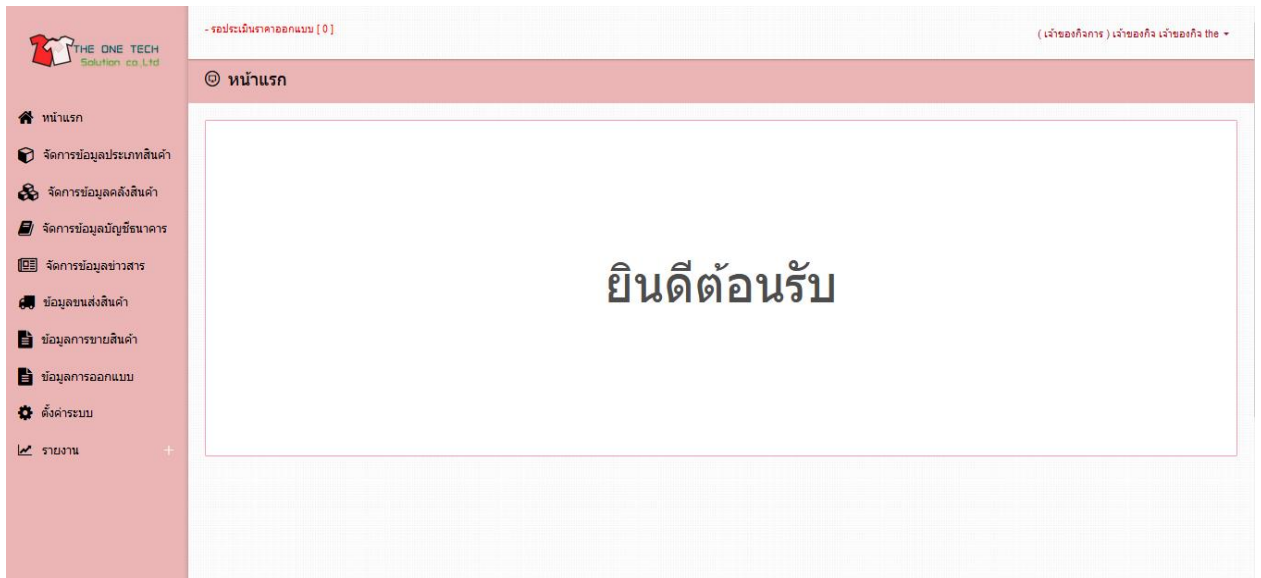 THE ONE TECH
Solution co.,Ltd
- รอประเมินราคาออกแบบ [ 0 ]
( เจ้าของกิจการ ) เจ้าของกิจ เจ้าของกิจ the
หน้าแรก
หน้าแรก
จัดการข้อมูลประเภทสินค้า
จัดการข้อมูลคลังสินค้า
จัดการข้อมูลบัญชีธนาคาร
จัดการข้อมูลข่าวสาร
ข้อมูลขนส่งสินค้า
ข้อมูลการขายสินค้า
ข้อมูลการออกแบบ
ตั้งค่าระบบ
รายงาน +
ยินดีต้อนรับ